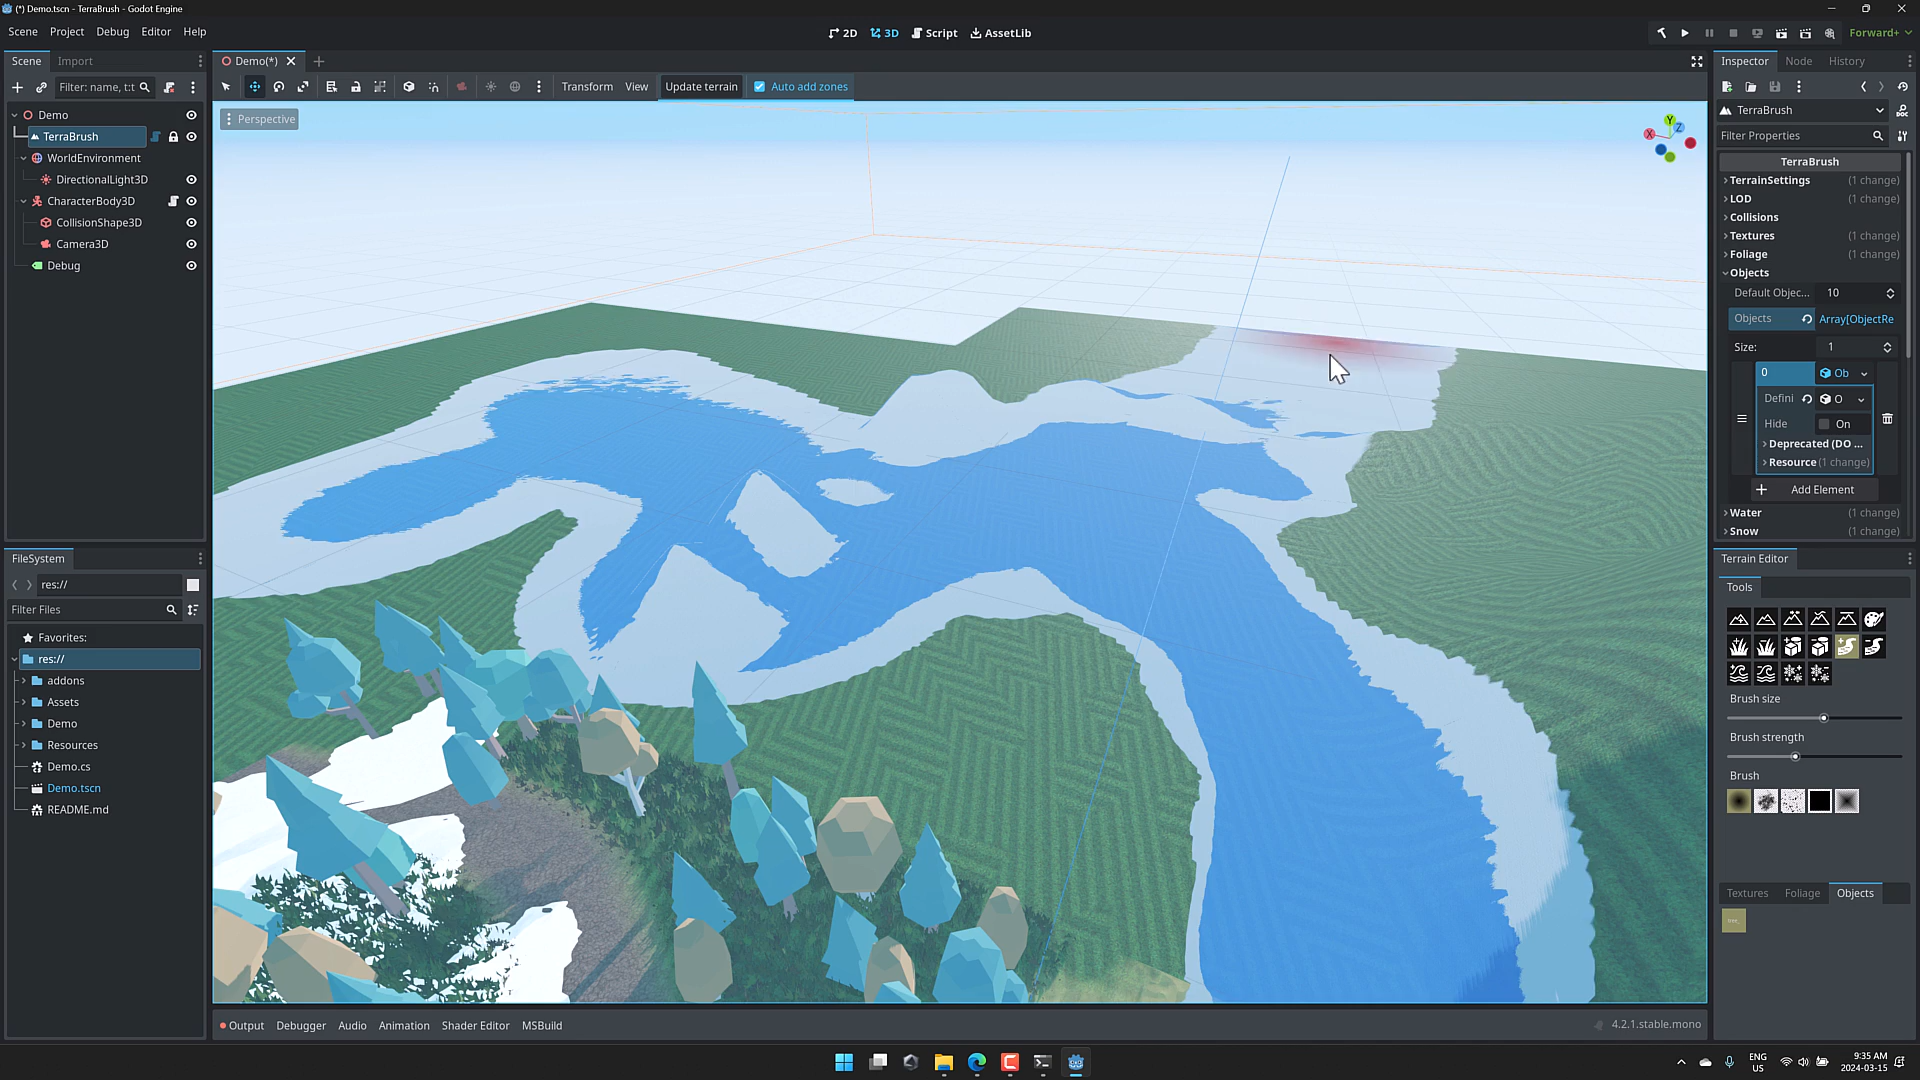 (*) Demo.tscn - TerraBrush - Godot Engine
Scene Project Debug Editor Help
2D 3D Script AssetLib
Forward+
Scene Import
Filter: name, t:t
Demo
TerraBrush
WorldEnvironment
DirectionalLight3D
CharacterBody3D
CollisionShape3D
Camera3D
Debug
FileSystem
res://
Filter Files
Favorites:
res://
addons
Assets
Demo
Resources
Demo.cs
Demo.tscn
README.md
Demo(*)
Transform View Update terrain Auto add zones
Perspective
X
Y
Z
Output Debugger Audio Animation Shader Editor MSBuild
4.2.1.stable.mono
Inspector Node History
TerraBrush
DOC
Filter Properties
TerraBrush
TerrainSettings (1 change)
LOD (1 change)
Collisions (1 change)
Textures (1 change)
Foliage (1 change)
Objects
Default Objec... 10
Objects Array[ObjectRe
Size: 1
0 Ob
Defini O
Hide On
Deprecated (DO ...
Resource (1 change)
Add Element
Water (1 change)
Snow (1 change)
Terrain Editor
Tools
Brush size
Brush strength
Brush
Textures Foliage Objects
ENG
US
9:35 AM
2024-03-15